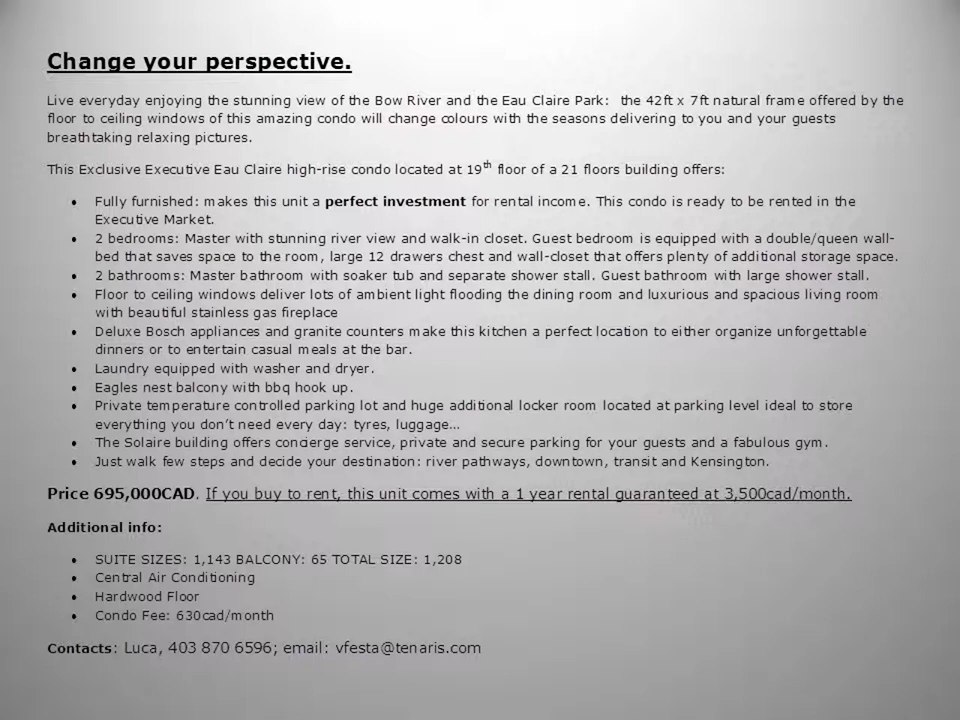 Change your perspective.
Live everyday enjoying the stunning view of the Bow River and the Eau Claire Park:  the 42ft x 7ft natural frame offered by the
floor to ceiling windows of this amazing condo will change colours with the seasons delivering to you and your guests
breathtaking relaxing pictures.
This Exclusive Executive Eau Claire high-rise condo located at 19th floor of a 21 floors building offers:
• Fully furnished: makes this unit a perfect investment for rental income. This condo is ready to be rented in the
Executive Market.
• 2 bedrooms: Master with stunning river view and walk-in closet. Guest bedroom is equipped with a double/queen wall-
bed that saves space to the room, large 12 drawers chest and wall-closet that offers plenty of additional storage space.
• 2 bathrooms: Master bathroom with soaker tub and separate shower stall. Guest bathroom with large shower stall.
• Floor to ceiling windows deliver lots of ambient light flooding the dining room and luxurious and spacious living room
with beautiful stainless gas fireplace
• Deluxe Bosch appliances and granite counters make this kitchen a perfect location to either organize unforgettable
dinners or to entertain casual meals at the bar.
• Laundry equipped with washer and dryer.
• Eagles nest balcony with bbq hook up.
• Private temperature controlled parking lot and huge additional locker room located at parking level ideal to store
everything you don't need every day: tyres, luggage…
• The Solaire building offers concierge service, private and secure parking for your guests and a fabulous gym.
• Just walk few steps and decide your destination: river pathways, downtown, transit and Kensington.
Price 695,000CAD. If you buy to rent, this unit comes with a 1 year rental guaranteed at 3,500cad/month.
Additional info:
• SUITE SIZES: 1,143 BALCONY: 65 TOTAL SIZE: 1,208
• Central Air Conditioning
• Hardwood Floor
• Condo Fee: 630cad/month
Contacts: Luca, 403 870 6596; email: vfesta@tenaris.com